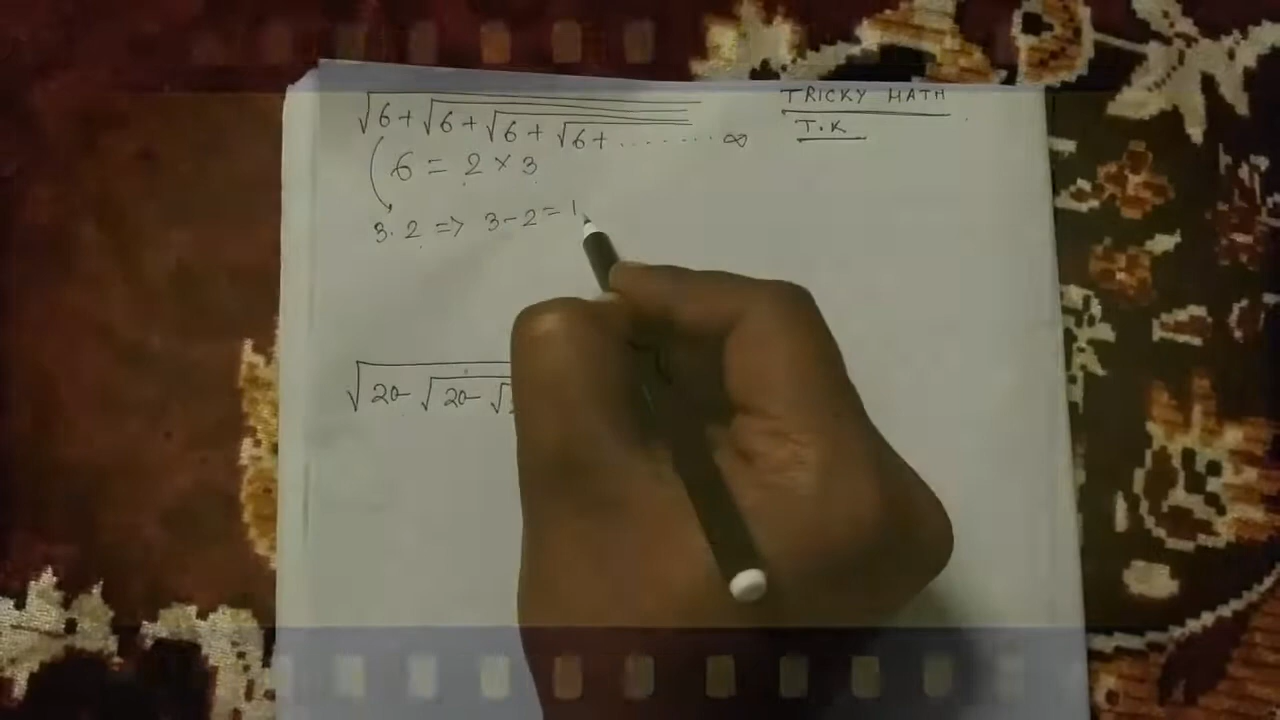 TRICKY MATH
T.K
√6+√6+√6+√6+........∞
6 = 2 × 3
3. 2 => 3-2=1
√20-√20-√